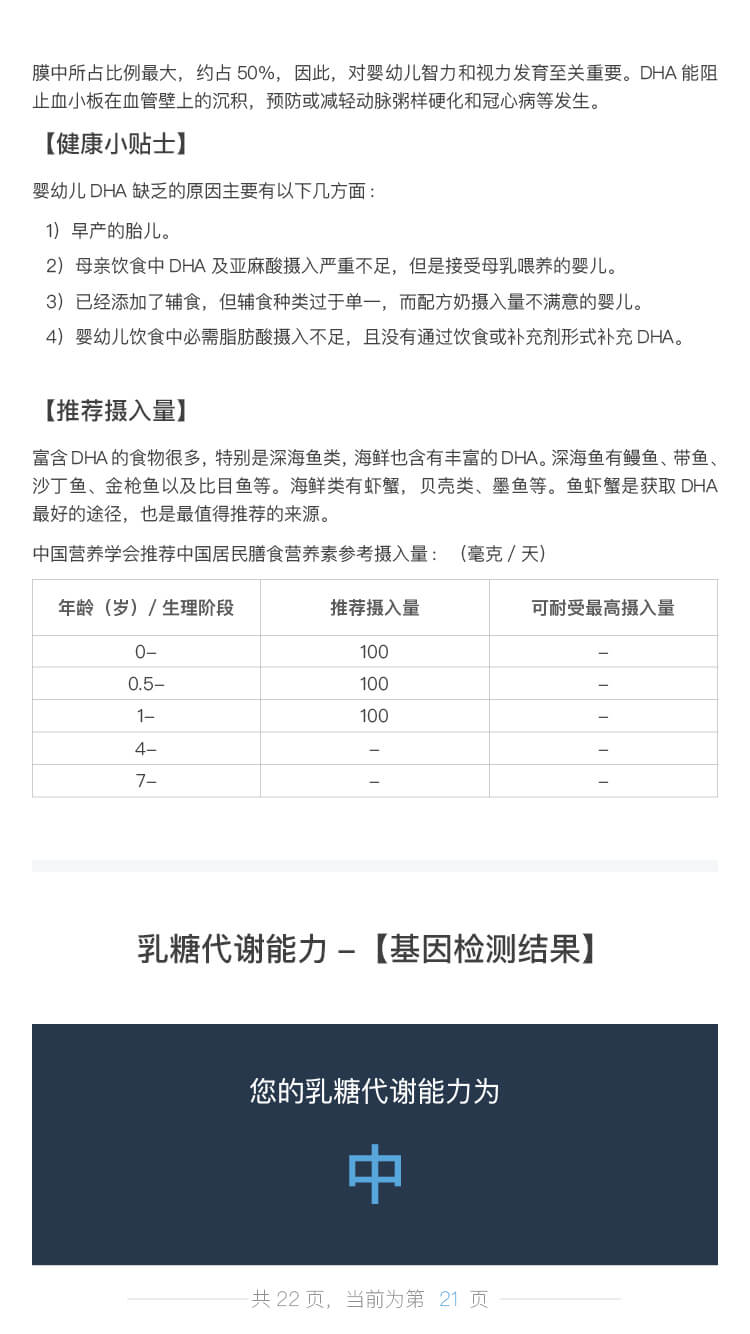 膜中所占比例最大，约占 50%，因此，对婴幼儿智力和视力发育至关重要。DHA 能阻
止血小板在血管壁上的沉积，预防或减轻动脉粥样硬化和冠心病等发生。
【健康小贴士】
婴幼儿 DHA 缺乏的原因主要有以下几方面：
1）早产的胎儿。
2）母亲饮食中 DHA 及亚麻酸摄入严重不足，但是接受母乳喂养的婴儿。
3）已经添加了辅食，但辅食种类过于单一，而配方奶摄入量不满意的婴儿。
4）婴幼儿饮食中必需脂肪酸摄入不足，且没有通过饮食或补充剂形式补充 DHA。
【推荐摄入量】
富含 DHA 的食物很多，特别是深海鱼类，海鲜也含有丰富的 DHA。深海鱼有鳗鱼、带鱼、
沙丁鱼、金枪鱼以及比目鱼等。海鲜类有虾蟹，贝壳类、墨鱼等。鱼虾蟹是获取 DHA
最好的途径，也是最值得推荐的来源。
中国营养学会推荐中国居民膳食营养素参考摄入量：（毫克 / 天）
年龄（岁）/ 生理阶段 推荐摄入量 可耐受最高摄入量
0– 100 –
0.5– 100 –
1– 100 –
4– – –
7– – –
乳糖代谢能力 –【基因检测结果】
您的乳糖代谢能力为
中
共 22 页，当前为第 21 页